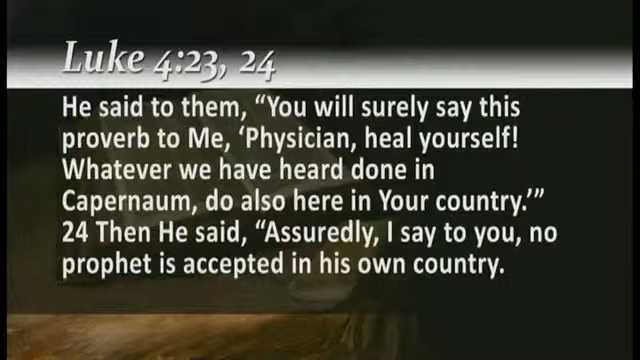 Luke 4:23, 24
He said to them, “You will surely say this
proverb to Me, ‘Physician, heal yourself!
Whatever we have heard done in
Capernaum, do also here in Your country.’”
24 Then He said, “Assuredly, I say to you, no
prophet is accepted in his own country.